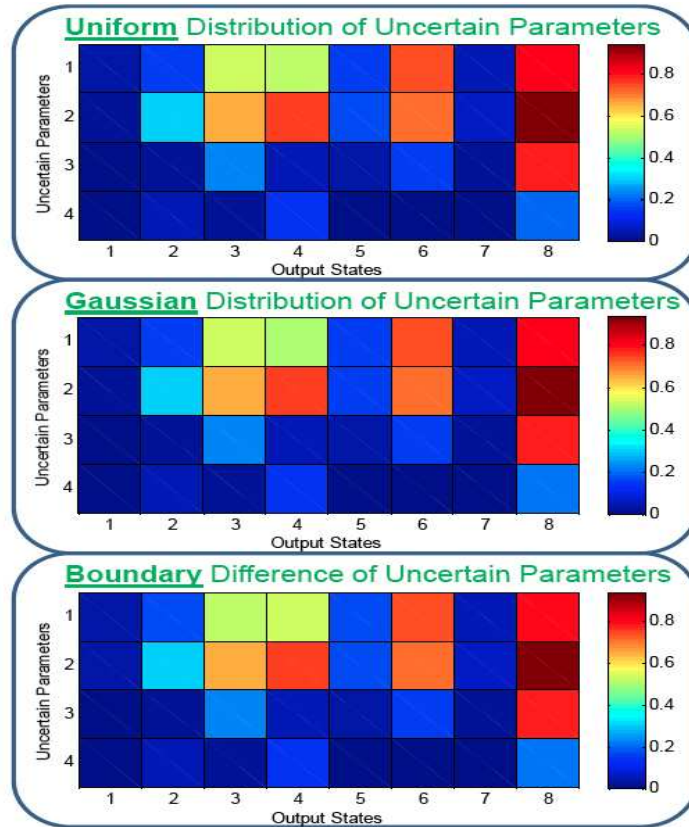 Uniform Distribution of Uncertain Parameters
Uncertain Parameters
1
2
3
4
1 2 3 4 5 6 7 8
Output States
0.8
0.6
0.4
0.2
0
Gaussian Distribution of Uncertain Parameters
Uncertain Parameters
1
2
3
4
1 2 3 4 5 6 7 8
Output States
0.8
0.6
0.4
0.2
0
Boundary Difference of Uncertain Parameters
Uncertain Parameters
1
2
3
4
1 2 3 4 5 6 7 8
Output States
0.8
0.6
0.4
0.2
0